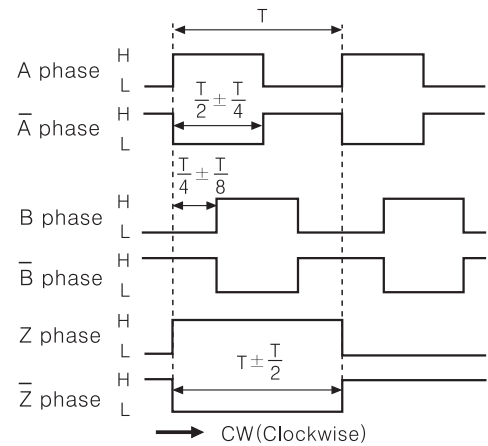 T
A phase H
L
A̅ phase H
L
T/2 ± T/4
T/4 ± T/8
B phase H
L
B̅ phase H
L
Z phase H
L
Z̅ phase H
L
T ± T/2
CW(Clockwise)